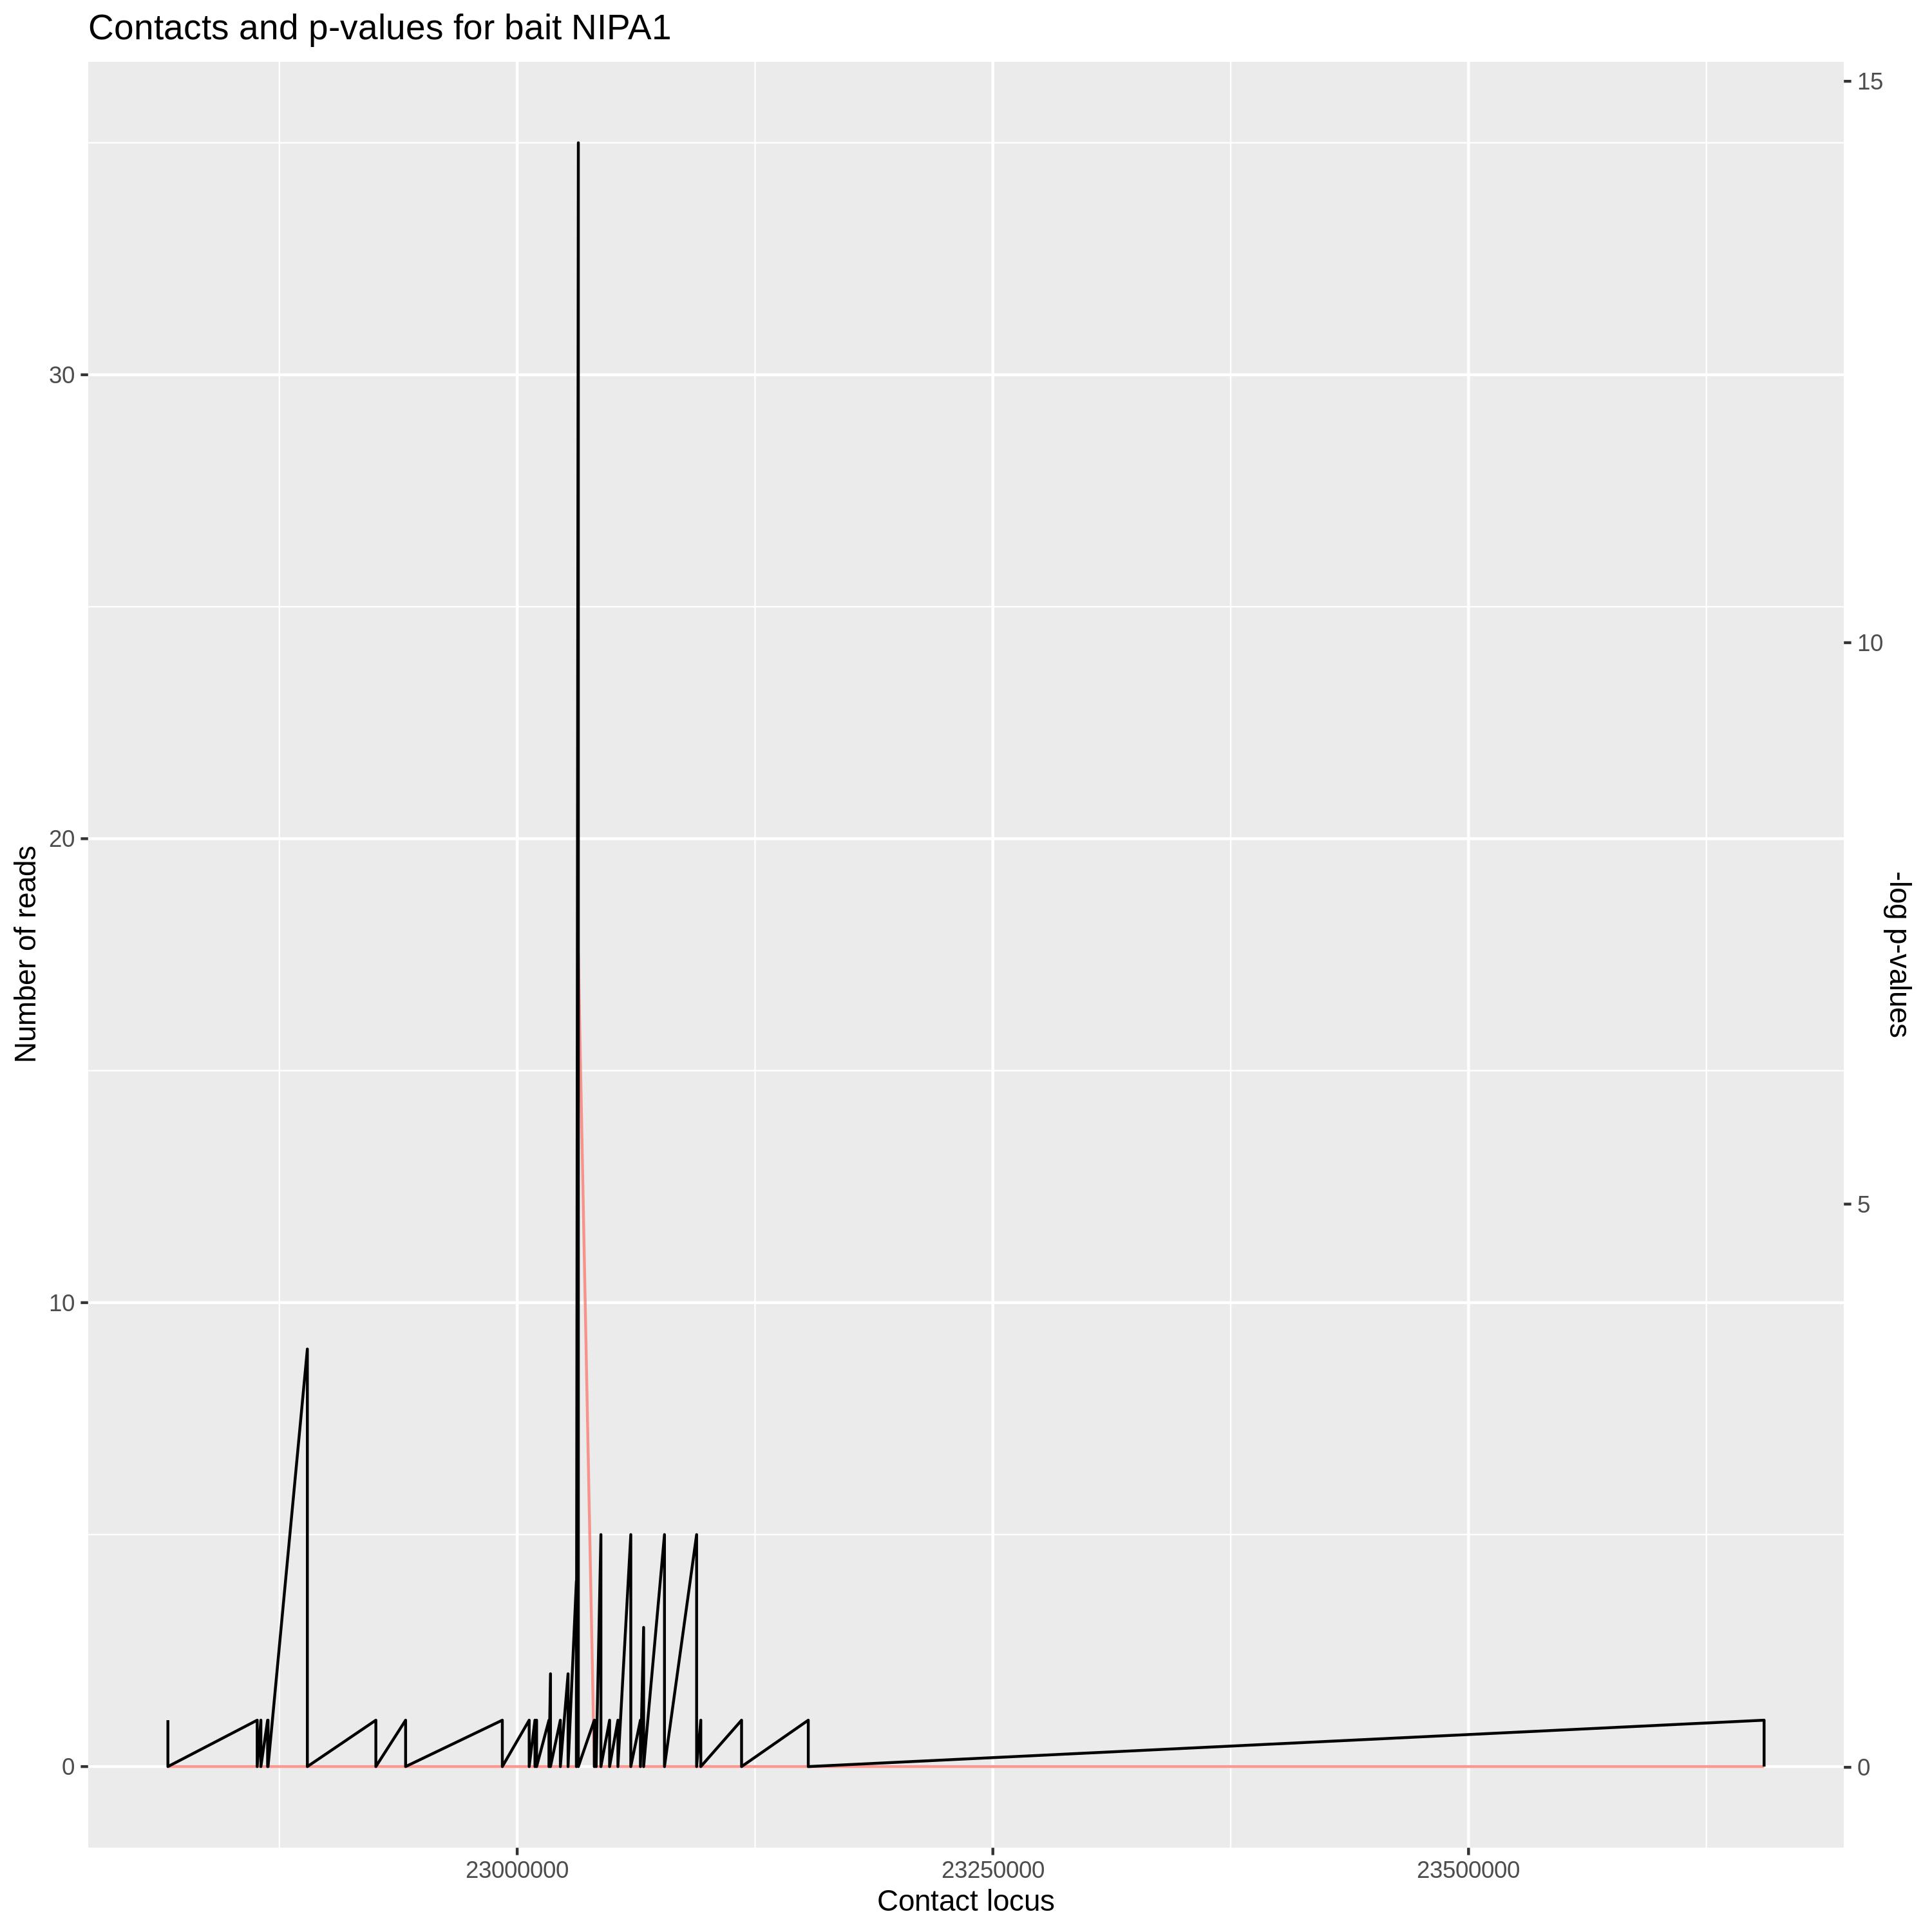 Contacts and p-values for bait NIPA1
15
30
10
20
Number of reads
-log p-values
5
10
0
0
23000000
23250000
23500000
Contact locus